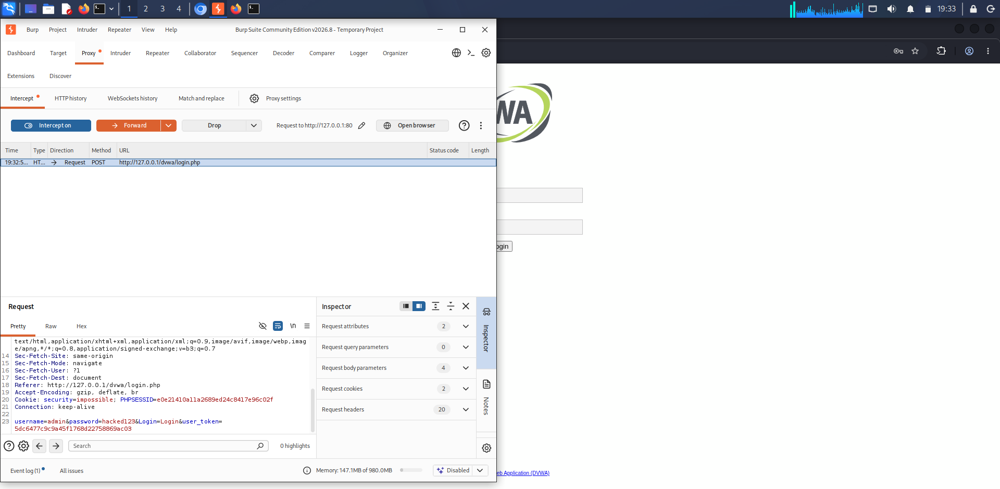 1 2 3 4
19:33
Burp Project Intruder Repeater View Help
Burp Suite Community Edition v2026.8 - Temporary Project
Dashboard Target Proxy Intruder Repeater Collaborator Sequencer Decoder Comparer Logger Organizer
Extensions Discover
Intercept HTTP history WebSockets history Match and replace Proxy settings
Intercept on Forward Drop Request to http://127.0.0.1:80 Open browser
Time Type Direction Method URL Status code Length
19:32:5... HT... Request POST http://127.0.0.1/dvwa/login.php
WA
ogin
Request
Pretty Raw Hex \n
text/html,application/xhtml+xml,application/xml;q=0.9,image/avif,image/webp,imag
e/apng,*/*;q=0.8,application/signed-exchange;v=b3;q=0.7
14 Sec-Fetch-Site: same-origin
15 Sec-Fetch-Mode: navigate
16 Sec-Fetch-User: ?1
17 Sec-Fetch-Dest: document
18 Referer: http://127.0.0.1/dvwa/login.php
19 Accept-Encoding: gzip, deflate, br
20 Cookie: security=impossible; PHPSESSID=e0e21410a11a2689ed24c8417e96c02f
21 Connection: keep-alive
22
23 username=admin&password=hacked123&Login=Login&user_token=
5dc6477c9c9a45f1768d22758869ac03
Search
0 highlights
Inspector
Request attributes 2
Request query parameters 0
Request body parameters 4
Request cookies 2
Request headers 20
Inspector
Notes
Event log (1) All issues
Memory: 147.1MB of 980.0MB
Disabled
eb Application (DVWA)